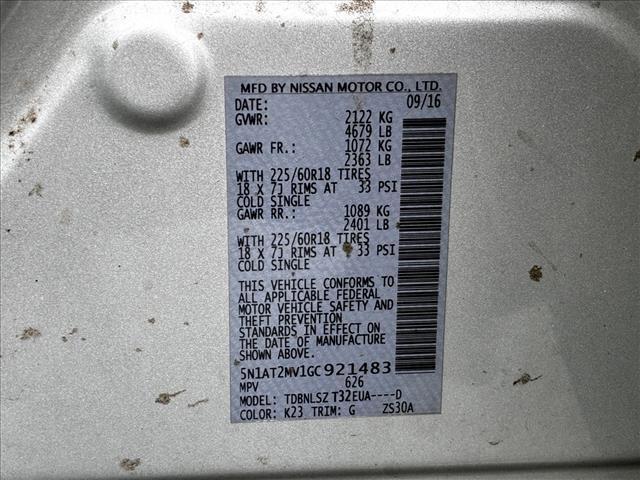 MFD BY NISSAN MOTOR CO., LTD.
DATE: 09/16
GVWR: 2122 KG
4679 LB
GAWR FR.: 1072 KG
2363 LB
WITH 225/60R18 TIRES
18 X 7J RIMS AT 33 PSI
COLD SINGLE
GAWR RR.: 1089 KG
2401 LB
WITH 225/60R18 TIRES
18 X 7J RIMS AT 33 PSI
COLD SINGLE
THIS VEHICLE CONFORMS TO
ALL APPLICABLE FEDERAL
MOTOR VEHICLE SAFETY AND
THEFT PREVENTION
STANDARDS IN EFFECT ON
THE DATE OF MANUFACTURE
SHOWN ABOVE.
5N1AT2MV1GC921483
MPV 626
MODEL: TDBNLSZ T32EUA----D
COLOR: K23 TRIM: G ZS30A